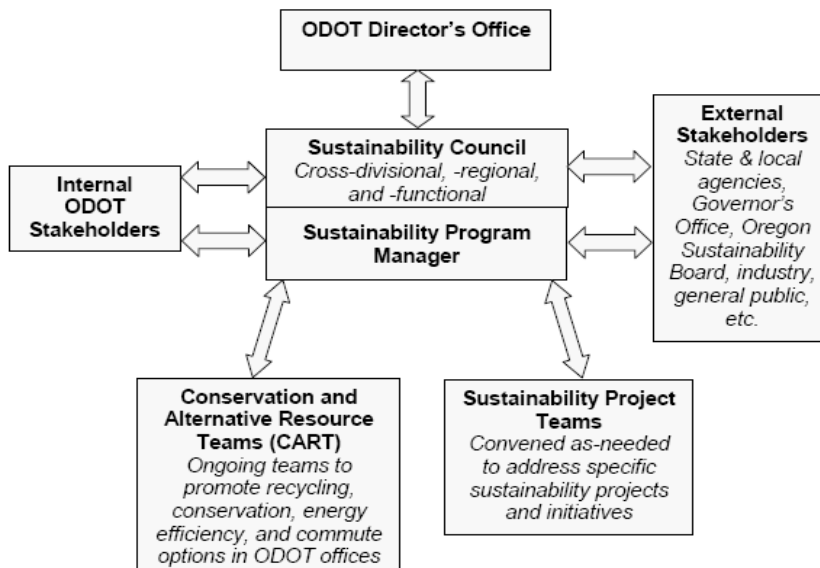 ODOT Director's Office
Sustainability Council
Cross-divisional, -regional,
and -functional
Sustainability Program
Manager
Internal
ODOT
Stakeholders
External
Stakeholders
State & local
agencies,
Governor's
Office, Oregon
Sustainability
Board, industry,
general public,
etc.
Conservation and
Alternative Resource
Teams (CART)
Ongoing teams to
promote recycling,
conservation, energy
efficiency, and commute
options in ODOT offices
Sustainability Project
Teams
Convened as-needed
to address specific
sustainability projects
and initiatives